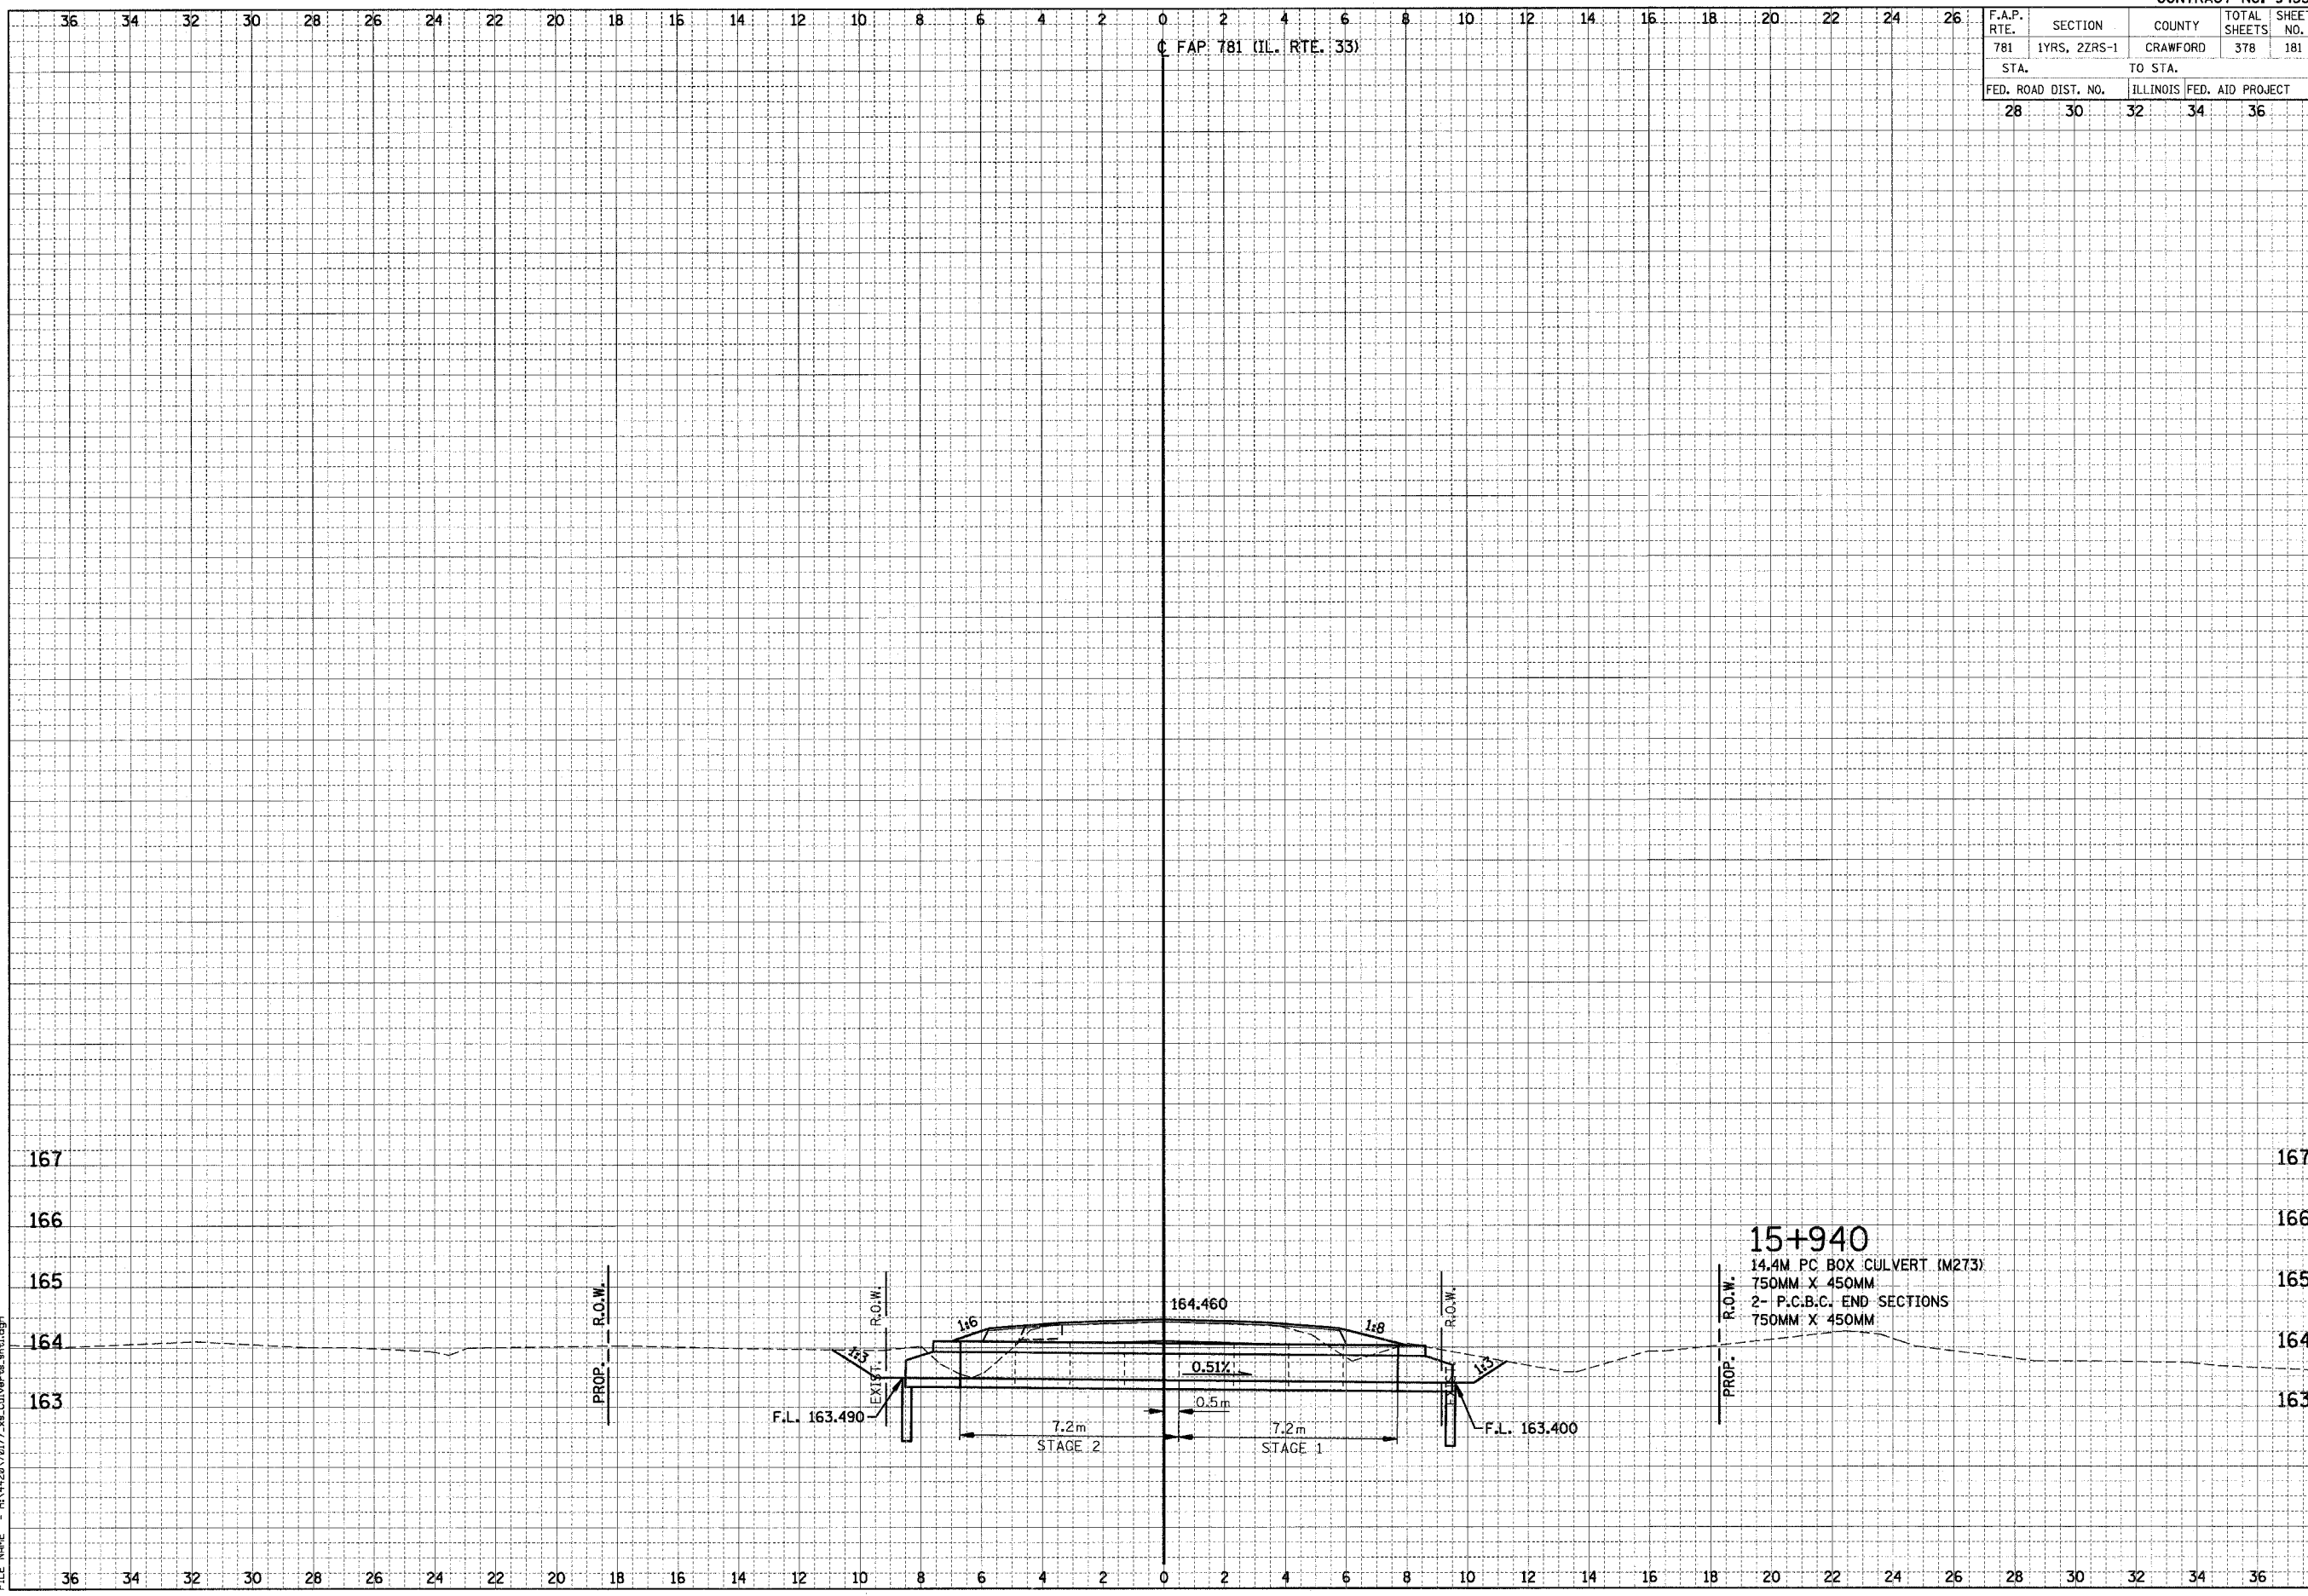 36 34 32 30 28 26 24 22 20 18 16 14 12 10 8 6 4 2 0 2 4 6 8 10 12 14 16 18 20 22 24 26
CONTRACT NO.
F.A.P. RTE. SECTION COUNTY TOTAL SHEETS SHEET NO.
781 1YRS, 2ZRS-1 CRAWFORD 378 181
STA. TO STA.
FED. ROAD DIST. NO. ILLINOIS FED. AID PROJECT
28 30 32 34 36
℄ FAP 781 (IL. RTE. 33)
167 167
166 166
165 165
164 164
163 163
15+940
14.4M PC BOX CULVERT (M273)
750MM X 450MM
2- P.C.B.C. END SECTIONS
750MM X 450MM
PROP. R.O.W.
EXIST. R.O.W.
R.O.W.
PROP. R.O.W.
164.460
1:6
1:8
1:3
1:3
0.51%
0.5m
F.L. 163.490
F.L. 163.400
7.2m
7.2m
STAGE 2
STAGE 1
36 34 32 30 28 26 24 22 20 18 16 14 12 10 8 6 4 2 0 2 4 6 8 10 12 14 16 18 20 22 24 26 28 30 32 34 36
FILE NAME -